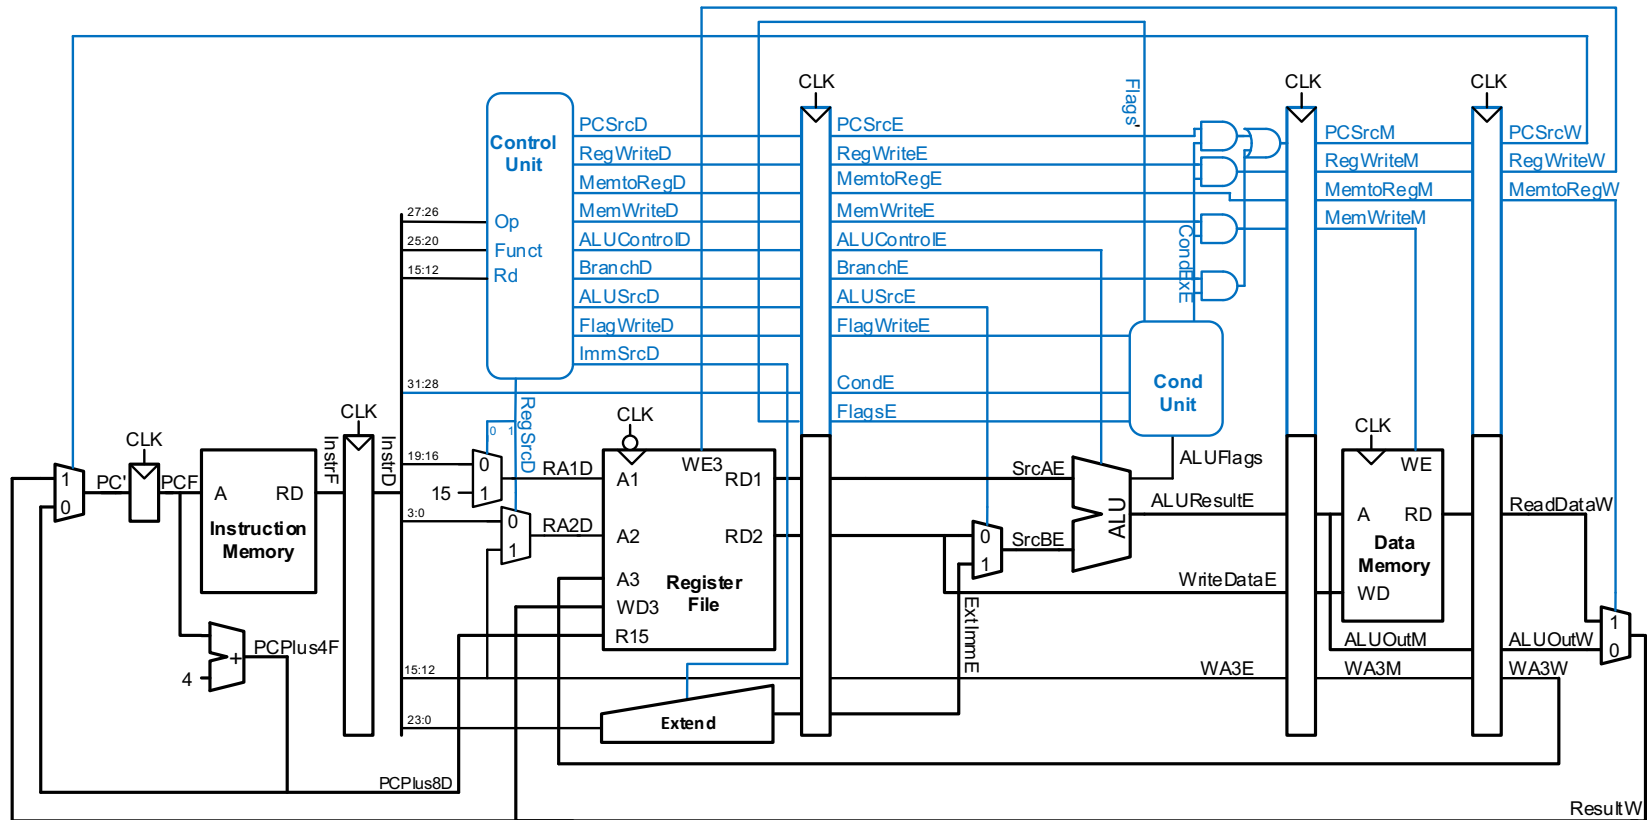 CLK
CLK
CLK
Flags'
Control
Unit
PCSrcD
RegWriteD
MemtoRegD
MemWriteD
ALUControlD
BranchD
ALUSrcD
FlagWriteD
ImmSrcD
PCSrcE
RegWriteE
MemtoRegE
MemWriteE
ALUControlE
BranchE
ALUSrcE
FlagWriteE
CondE
FlagsE
PCSrcM
RegWriteM
MemtoRegM
MemWriteM
PCSrcW
RegWriteW
MemtoRegW
27:26
Op
25:20
Funct
15:12
Rd
CondExE
Cond
Unit
31:28
RegSrcD
0 1
CLK
CLK
CLK
CLK
InstrF
InstrD
19:16
0
15
1
RA1D
3:0
0
1
RA2D
1
0
PC'
PCF
A
RD
Instruction
Memory
A1
WE3
RD1
A2
RD2
A3
WD3
R15
Register
File
SrcAE
0
1
SrcBE
ALU
ALUFlags
ALUResultE
WriteDataE
ExtImmE
A
RD
WE
Data
Memory
WD
ReadDataW
1
0
ALUOutM
ALUOutW
PCPlus4F
+
4
15:12
WA3E
WA3M
WA3W
23:0
Extend
PCPlus8D
ResultW